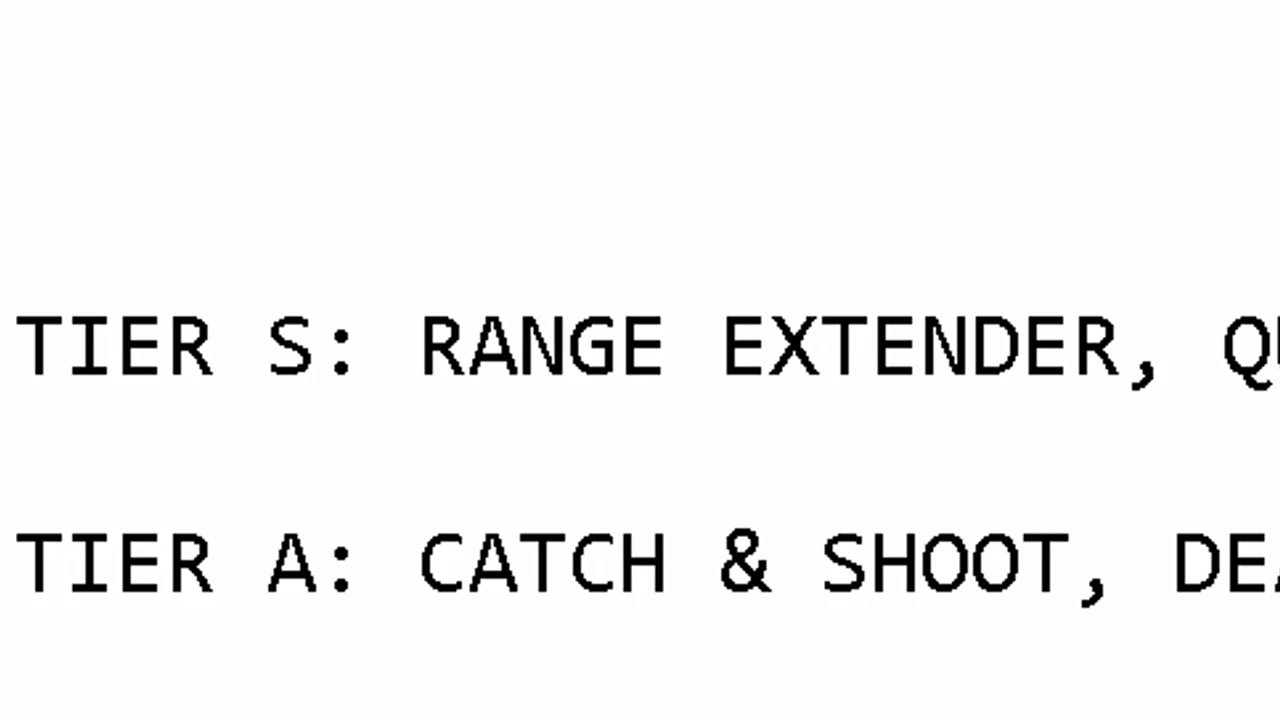 TIER S: RANGE EXTENDER,
TIER A: CATCH & SHOOT,